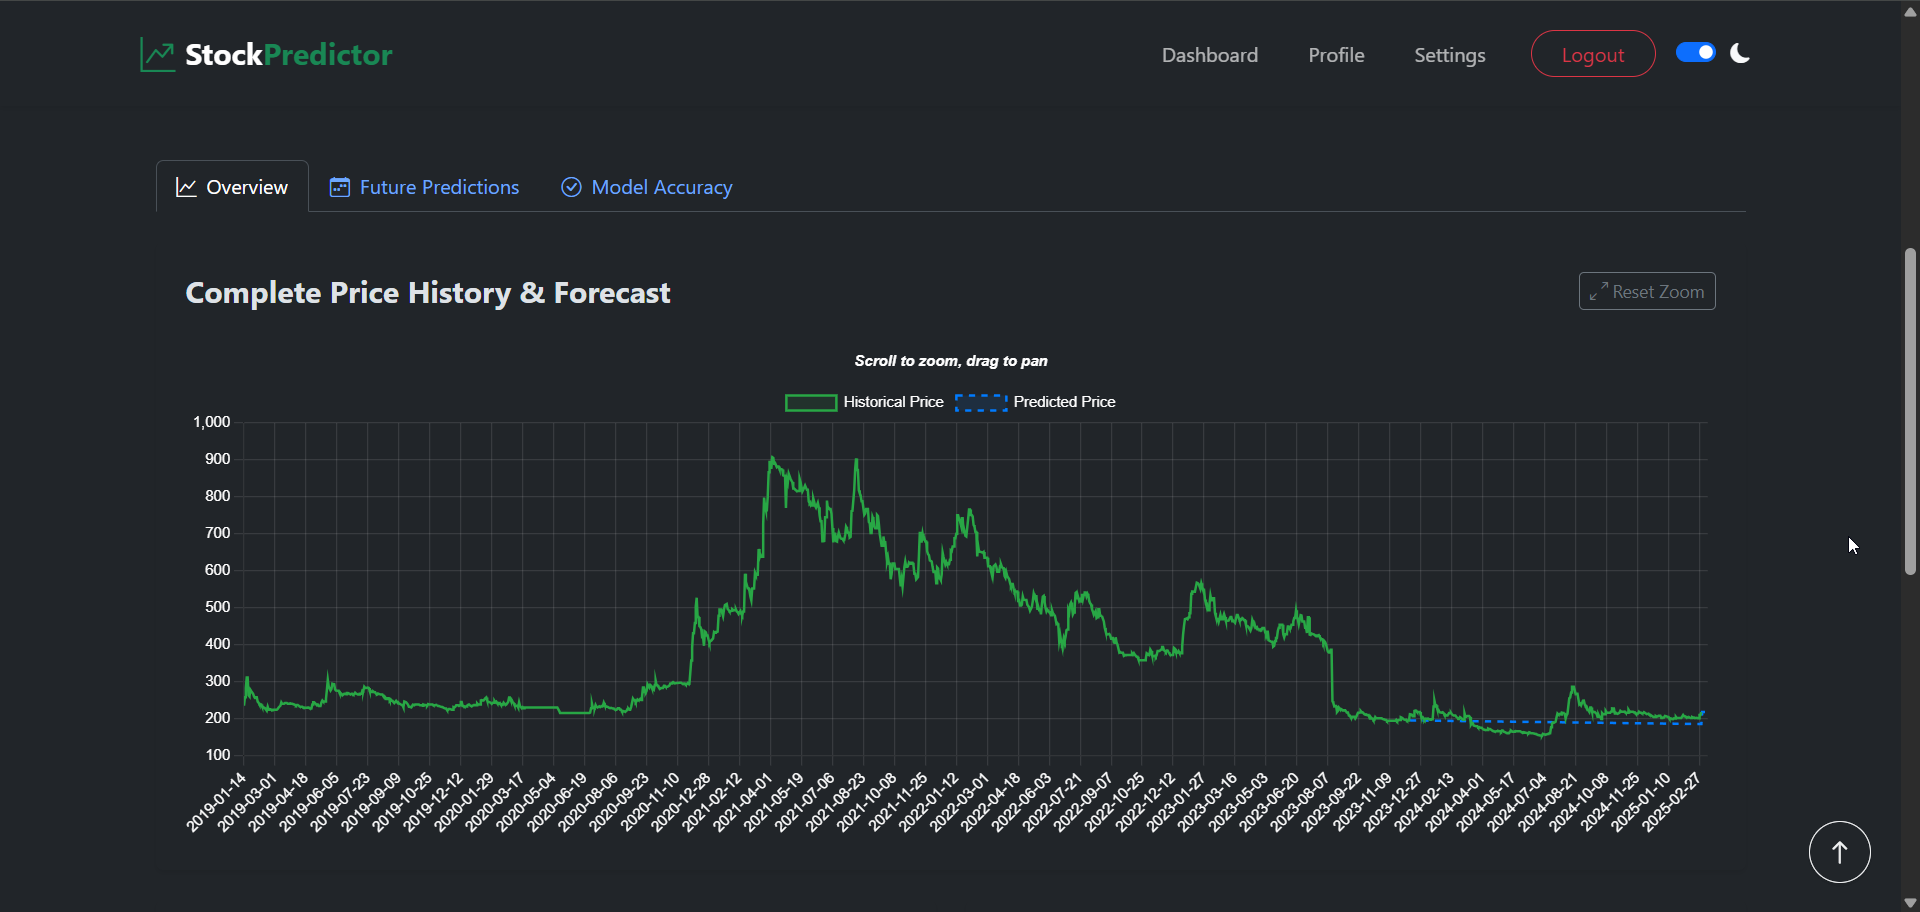 StockPredictor
Dashboard Profile Settings Logout
Overview Future Predictions Model Accuracy
Complete Price History & Forecast
Reset Zoom
Scroll to zoom, drag to pan
Historical Price Predicted Price
1,000
900
800
700
600
500
400
300
200
100
2019-01-14 2019-03-01 2019-04-18 2019-06-05 2019-07-23 2019-09-09 2019-10-25 2019-12-12 2020-01-29 2020-03-17 2020-05-04 2020-06-19 2020-08-06 2020-09-23 2020-11-10 2020-12-28 2021-02-12 2021-04-01 2021-05-19 2021-07-06 2021-08-23 2021-10-08 2021-11-25 2022-01-12 2022-03-01 2022-04-18 2022-06-03 2022-07-21 2022-09-07 2022-10-25 2022-12-12 2023-01-27 2023-03-16 2023-05-03 2023-06-20 2023-08-07 2023-09-22 2023-11-09 2023-12-27 2024-02-13 2024-04-01 2024-05-17 2024-07-04 2024-08-21 2024-10-08 2024-11-25 2025-01-10 2025-02-27